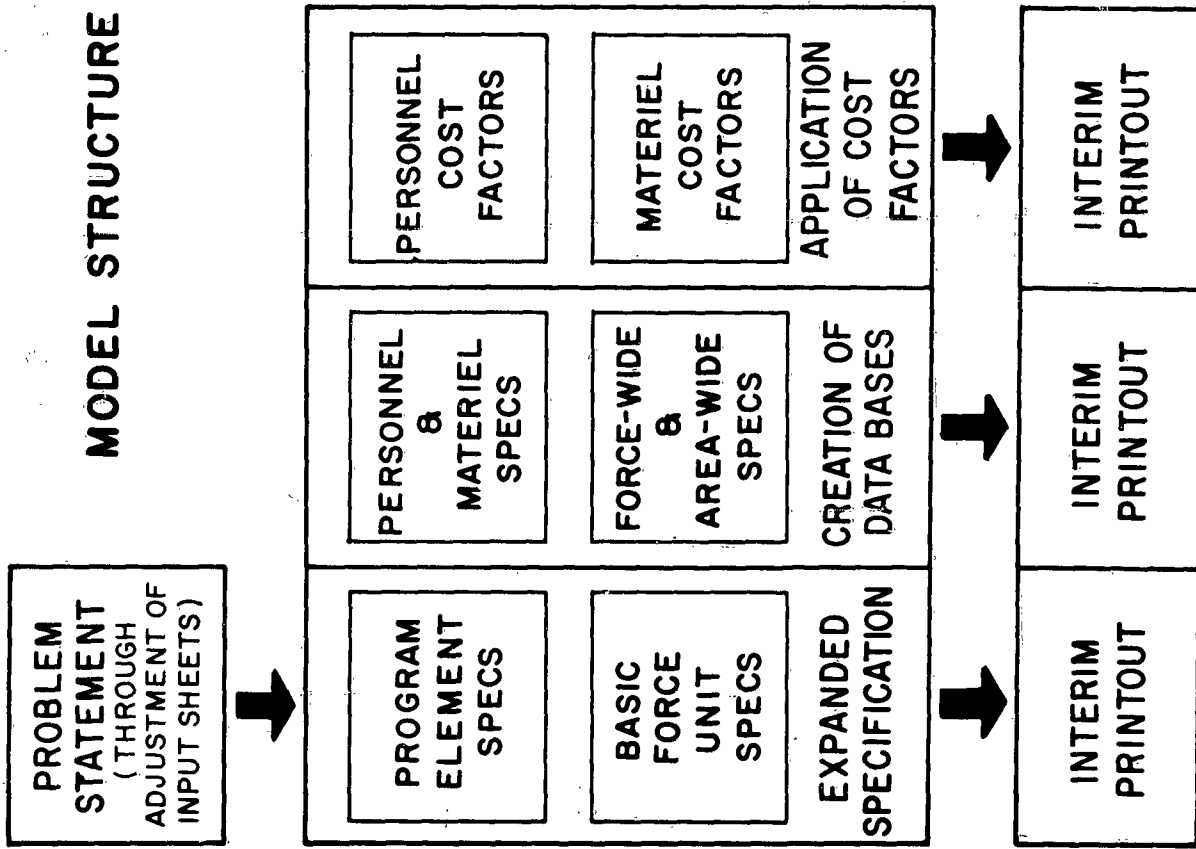 MODEL STRUCTURE
PROBLEM
STATEMENT
(THROUGH
ADJUSTMENT OF
INPUT SHEETS)
PROGRAM
ELEMENT
SPECS
BASIC
FORCE
UNIT
SPECS
EXPANDED
SPECIFICATION
PERSONNEL
&
MATERIEL
SPECS
FORCE-WIDE
&
AREA-WIDE
SPECS
CREATION OF
DATA BASES
PERSONNEL
COST
FACTORS
MATERIEL
COST
FACTORS
APPLICATION
OF COST
FACTORS
INTERIM
PRINTOUT
INTERIM
PRINTOUT
INTERIM
PRINTOUT